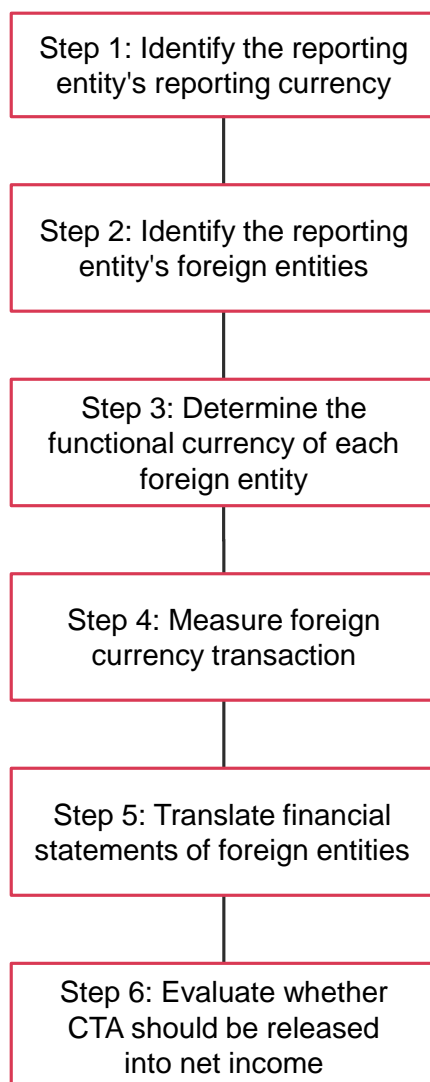 Step 1: Identify the reporting
entity's reporting currency
Step 2: Identify the reporting
entity's foreign entities
Step 3: Determine the
functional currency of each
foreign entity
Step 4: Measure foreign
currency transaction
Step 5: Translate financial
statements of foreign entities
Step 6: Evaluate whether
CTA should be released
into net income